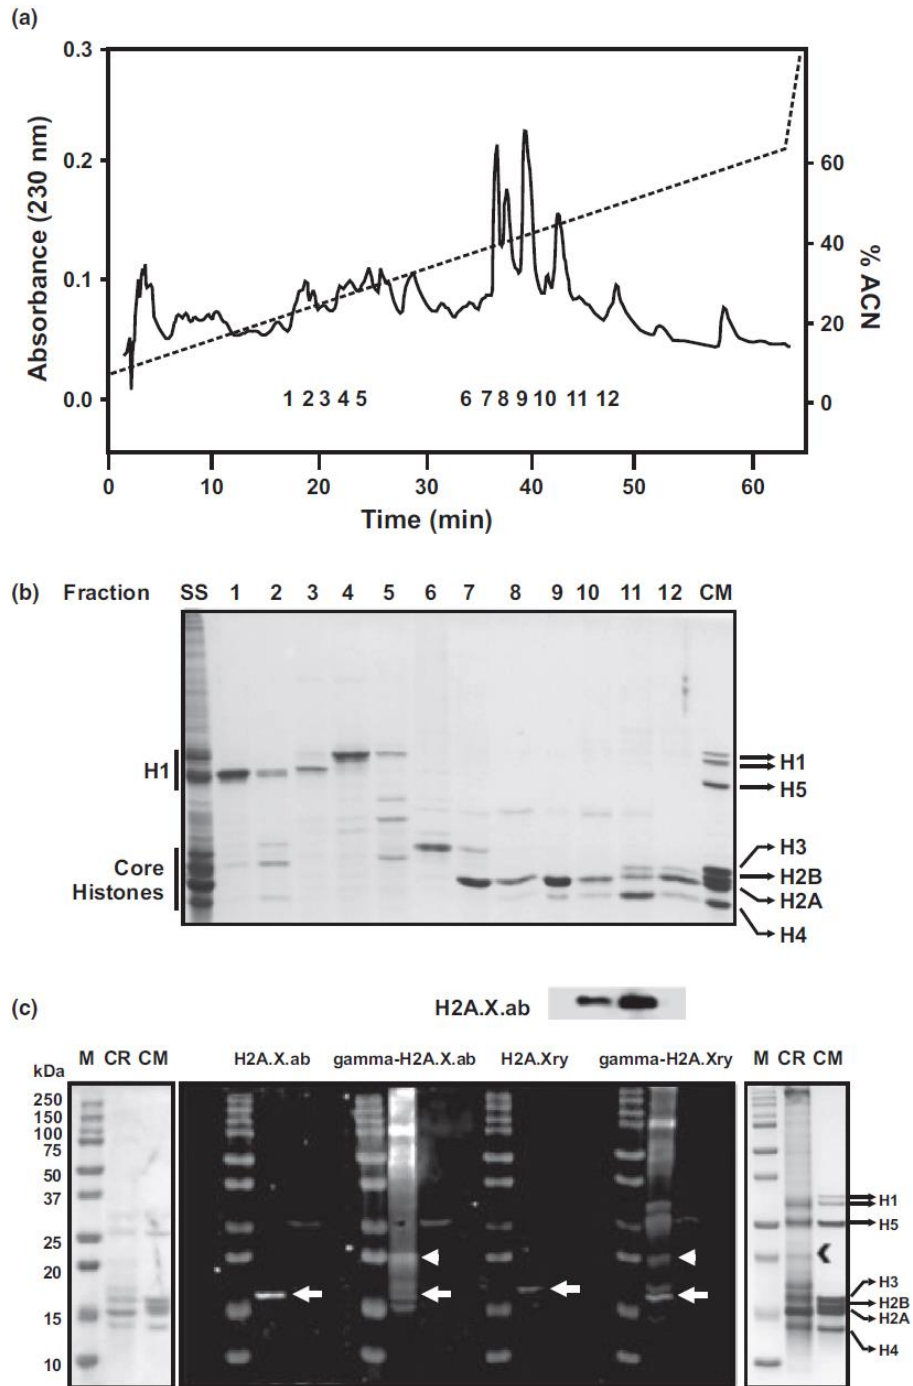 (a)
0.3
0.2
0.1
0.0
Absorbance (230 nm)
60
40
20
0
% ACN
1 2 3 4 5 6 7 8 9 10 11 12
0 10 20 30 40 50 60
Time (min)
(b) Fraction SS 1 2 3 4 5 6 7 8 9 10 11 12 CM
H1
Core
Histones
H1
H5
H3
H2B
H2A
H4
(c)
H2A.X.ab
kDa M CR CM H2A.X.ab gamma-H2A.X.ab H2A.Xry gamma-H2A.Xry M CR CM
250
150
100
75
50
37
25
20
15
10
H1
H5
H3
H2B
H2A
H4